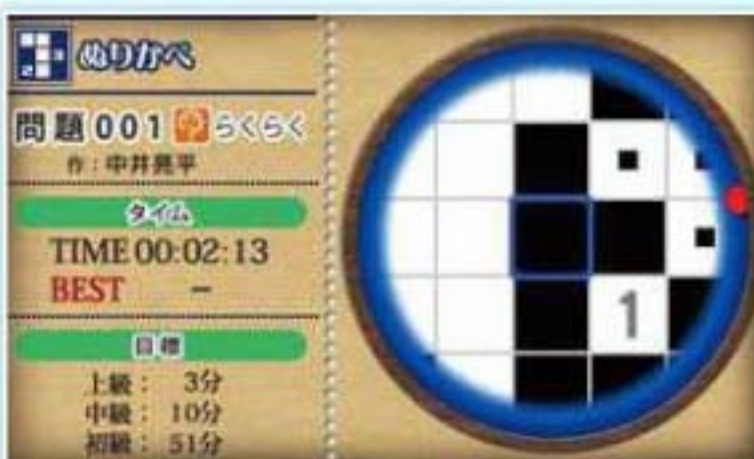 2 3
ぬりかべ
問題001 らくらく
作：中井晃平
タイム
TIME 00:02:13
BEST －
目標
上級： 3分
中級： 10分
初級： 51分
1